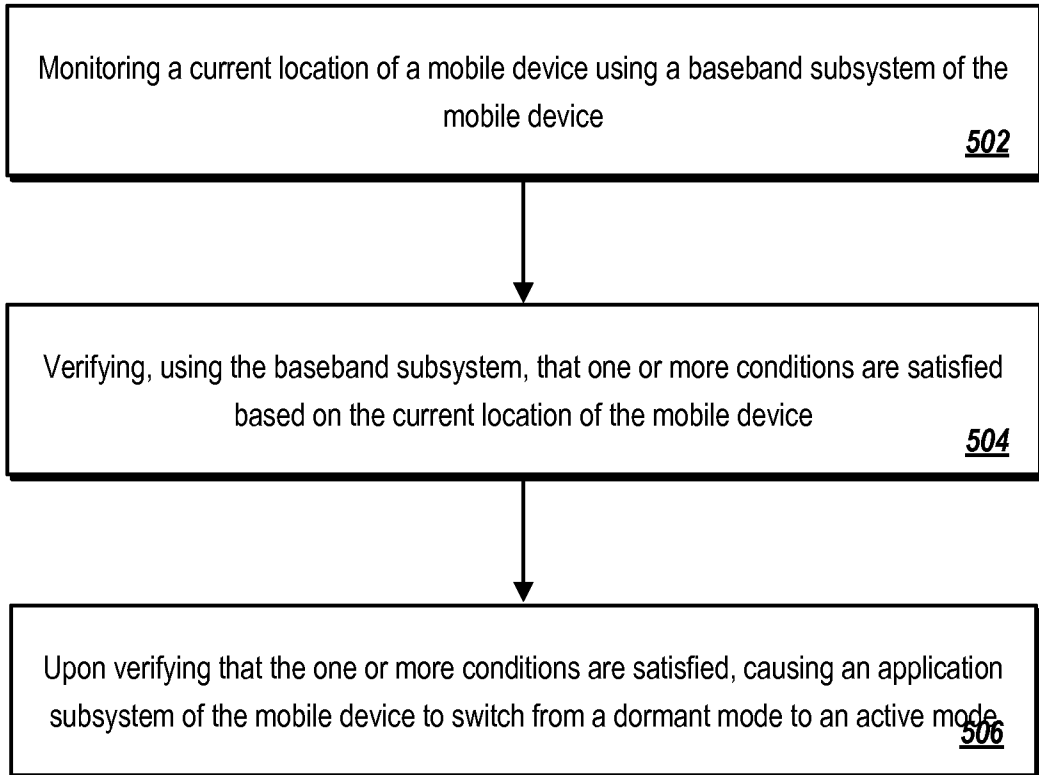 Monitoring a current location of a mobile device using a baseband subsystem of the
mobile device
502
Verifying, using the baseband subsystem, that one or more conditions are satisfied
based on the current location of the mobile device
504
Upon verifying that the one or more conditions are satisfied, causing an application
subsystem of the mobile device to switch from a dormant mode to an active mode.
506